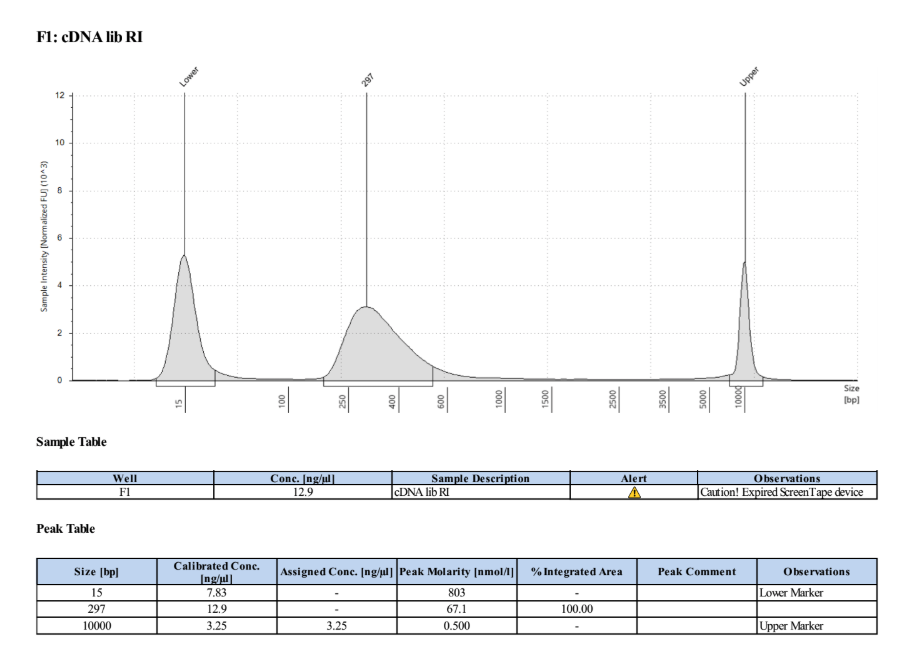 F1: cDNA lib RI
Lower
297
Upper
Sample Intensity [Normalized FU] (10^3)
12
10
8
6
4
2
0
15
100
250
400
600
1000
1500
2500
3500
5000
10000
Size
[bp]
Sample Table
Well Conc. [ng/µl] Sample Description Alert Observations
F1 12.9 cDNA lib RI Caution! Expired ScreenTape device
Peak Table
Size [bp] Calibrated Conc. [ng/µl] Assigned Conc. [ng/µl] Peak Molarity [nmol/l] % Integrated Area Peak Comment Observations
15 7.83 - 803 - Lower Marker
297 12.9 - 67.1 100.00
10000 3.25 3.25 0.500 - Upper Marker